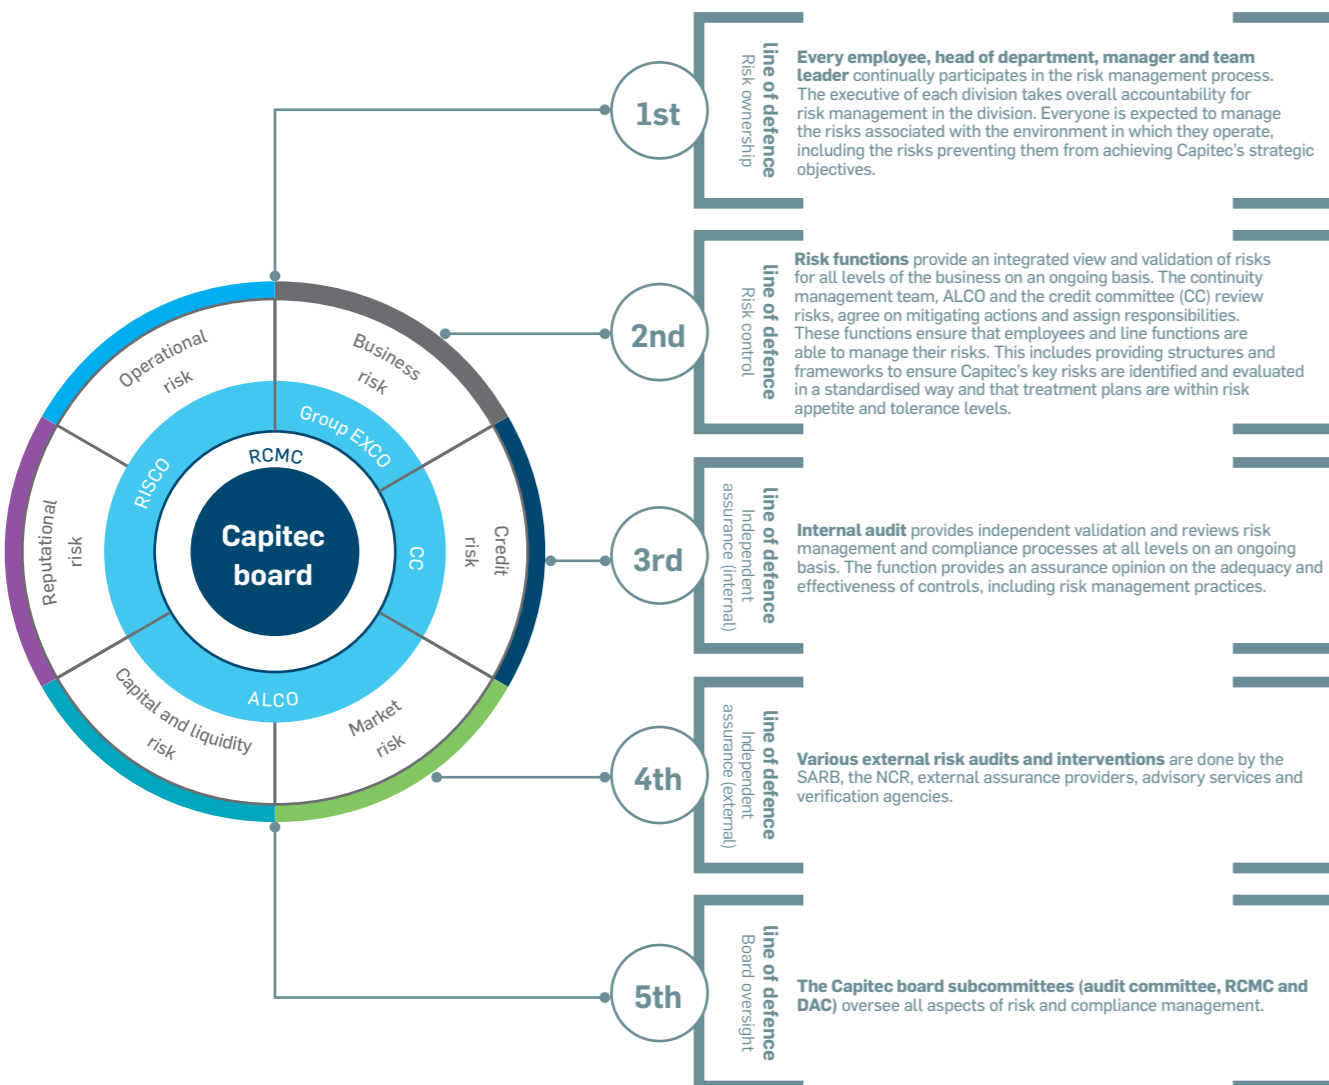 Operational
risk
Business
risk
Credit
risk
Market
risk
Capital and liquidity
risk
Reputational
risk
RISCO
Group EXCO
CC
ALCO
RCMC
Capitec
board
1st
line of defence
Risk ownership
Every employee, head of department, manager and team
leader continually participates in the risk management process.
The executive of each division takes overall accountability for
risk management in the division. Everyone is expected to manage
the risks associated with the environment in which they operate,
including the risks preventing them from achieving Capitec's strategic
objectives.
2nd
line of defence
Risk control
Risk functions provide an integrated view and validation of risks
for all levels of the business on an ongoing basis. The continuity
management team, ALCO and the credit committee (CC) review
risks, agree on mitigating actions and assign responsibilities.
These functions ensure that employees and line functions are
able to manage their risks. This includes providing structures and
frameworks to ensure Capitec's key risks are identified and evaluated
in a standardised way and that treatment plans are within risk
appetite and tolerance levels.
3rd
line of defence
Independent
assurance (internal)
Internal audit provides independent validation and reviews risk
management and compliance processes at all levels on an ongoing
basis. The function provides an assurance opinion on the adequacy and
effectiveness of controls, including risk management practices.
4th
line of defence
Independent
assurance (external)
Various external risk audits and interventions are done by the
SARB, the NCR, external assurance providers, advisory services and
verification agencies.
5th
line of defence
Board oversight
The Capitec board subcommittees (audit committee, RCMC and
DAC) oversee all aspects of risk and compliance management.